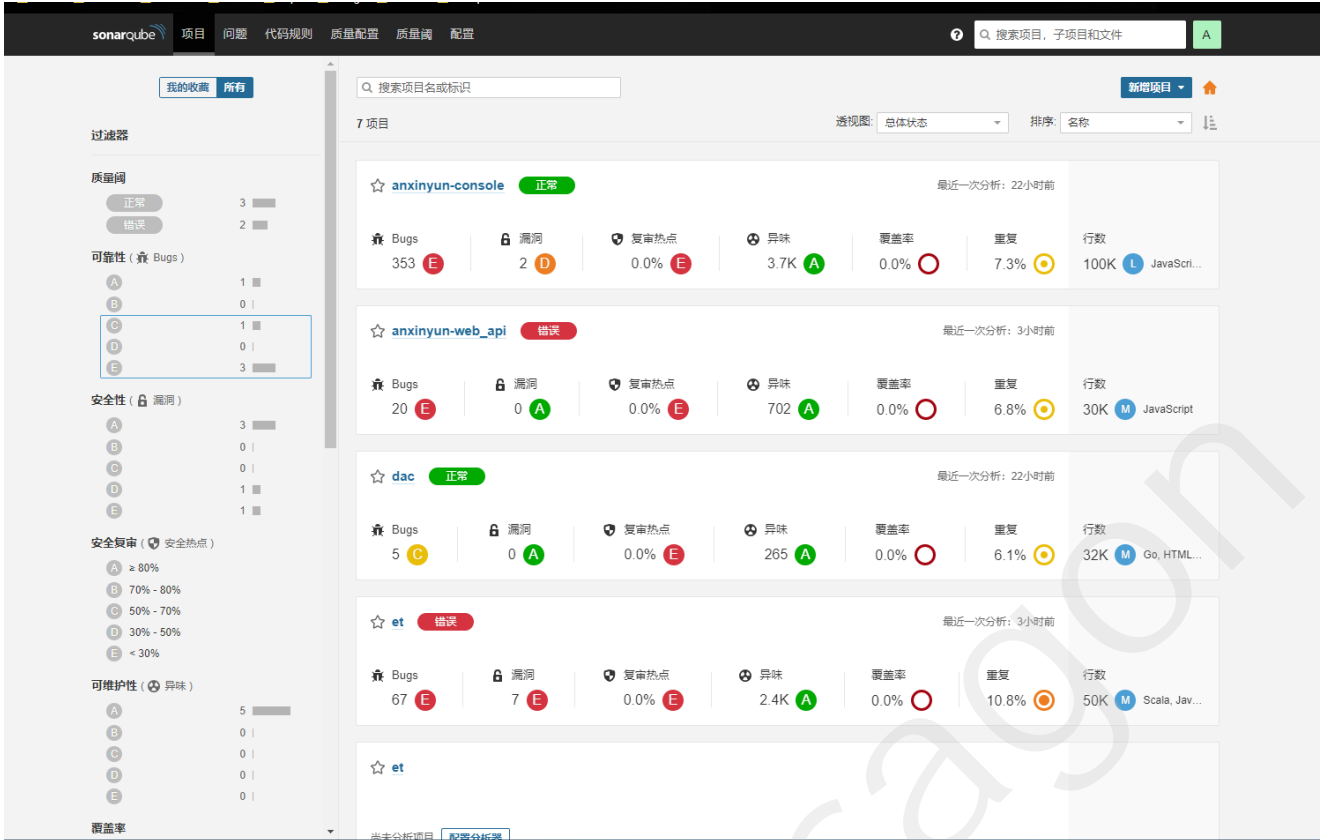 sonarqube 项目 问题 代码规则 质量配置 质量阈 配置 ? 搜索项目，子项目和文件 A
我的收藏 所有
过滤器
质量阈
正常 3
错误 2
可靠性 ( Bugs )
A 1
B 0
C 1
D 0
E 3
安全性 ( 漏洞 )
A 3
B 0
C 0
D 1
E 1
安全复审 ( 安全热点 )
A ≥ 80%
B 70% - 80%
C 50% - 70%
D 30% - 50%
E < 30%
可维护性 ( 异味 )
A 5
B 0
C 0
D 0
E 0
覆盖率
搜索项目名或标识 新增项目
7 项目 透视图: 总体状态 排序: 名称
anxinyun-console 正常 最近一次分析: 22小时前
Bugs 漏洞 复审热点 异味 覆盖率 重复 行数
353 E 2 D 0.0% E 3.7K A 0.0% 7.3% 100K L JavaScri...
anxinyun-web_api 错误 最近一次分析: 3小时前
Bugs 漏洞 复审热点 异味 覆盖率 重复 行数
20 E 0 A 0.0% E 702 A 0.0% 6.8% 30K M JavaScript
dac 正常 最近一次分析: 22小时前
Bugs 漏洞 复审热点 异味 覆盖率 重复 行数
5 C 0 A 0.0% E 265 A 0.0% 6.1% 32K M Go, HTML...
et 错误 最近一次分析: 3小时前
Bugs 漏洞 复审热点 异味 覆盖率 重复 行数
67 E 7 E 0.0% E 2.4K A 0.0% 10.8% 50K M Scala, Jav...
et
尚未分析项目 配置分析器
sagon